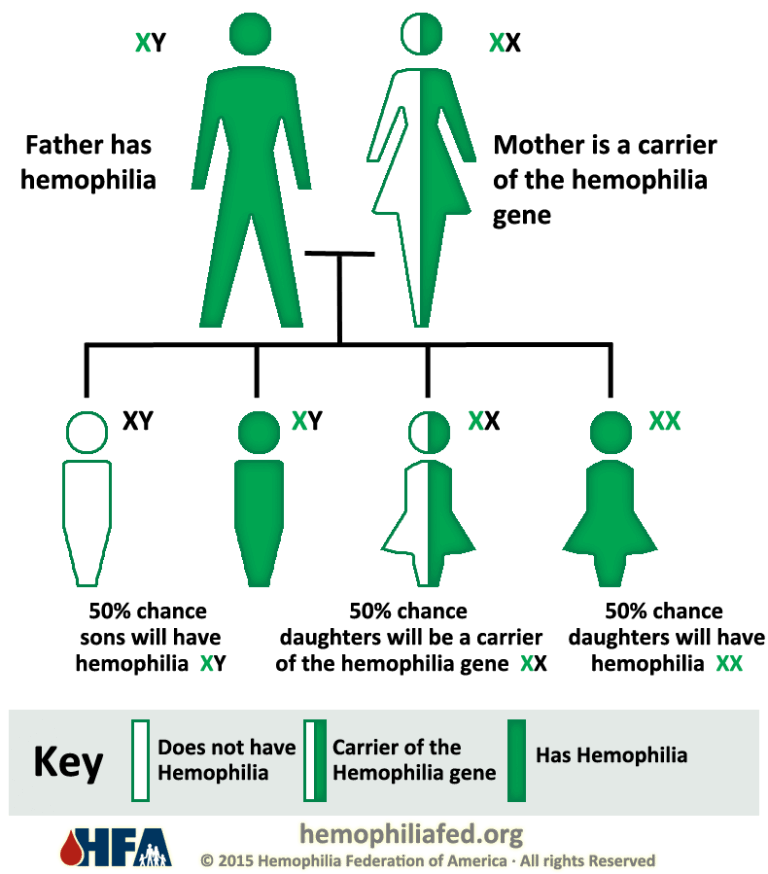 XY
XX
Father has
hemophilia
Mother is a carrier
of the hemophilia
gene
XY
XY
XX
XX
50% chance
sons will have
hemophilia XY
50% chance
daughters will be a carrier
of the hemophilia gene XX
50% chance
daughters will have
hemophilia XX
Key
Does not have
Hemophilia
Carrier of the
Hemophilia gene
Has Hemophilia
HFA
hemophiliafed.org
© 2015 Hemophilia Federation of America · All rights Reserved